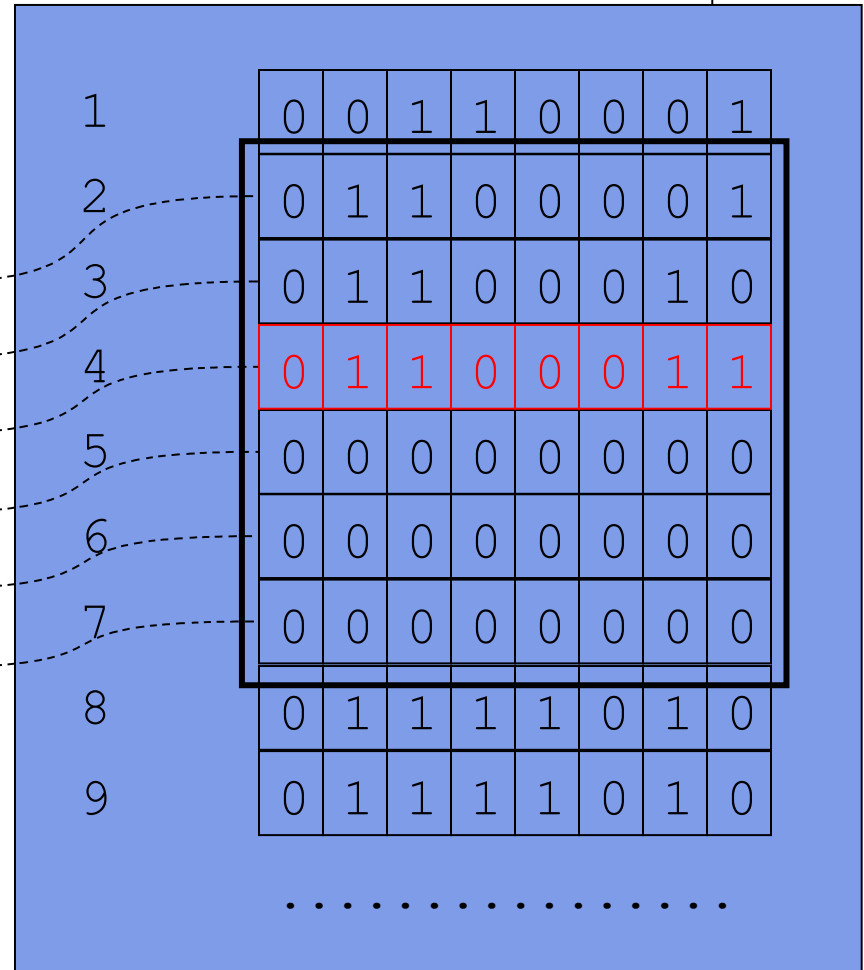 1 0 0 1 1 0 0 0 1
2 0 1 1 0 0 0 0 1
3 0 1 1 0 0 0 1 0
4 0 1 1 0 0 0 1 1
5 0 0 0 0 0 0 0 0
6 0 0 0 0 0 0 0 0
7 0 0 0 0 0 0 0 0
8 0 1 1 1 1 0 1 0
9 0 1 1 1 1 0 1 0
. . . . . . . . . . . . . . . .